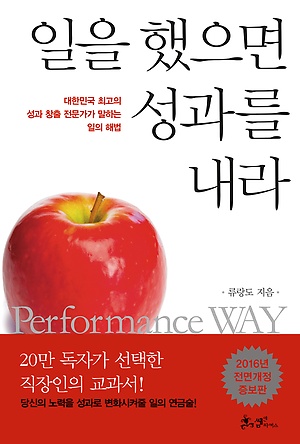 일을 했으면
성과를
내라
대한민국 최고의
성과 창출 전문가가 말하는
일의 해법
• 류랑도 지음 •
Performance WAY
20만 독자가 선택한
직장인의 교과서!
당신의 노력을 성과로 변화시켜줄 일의 연금술!
2016년
전면개정
증보판